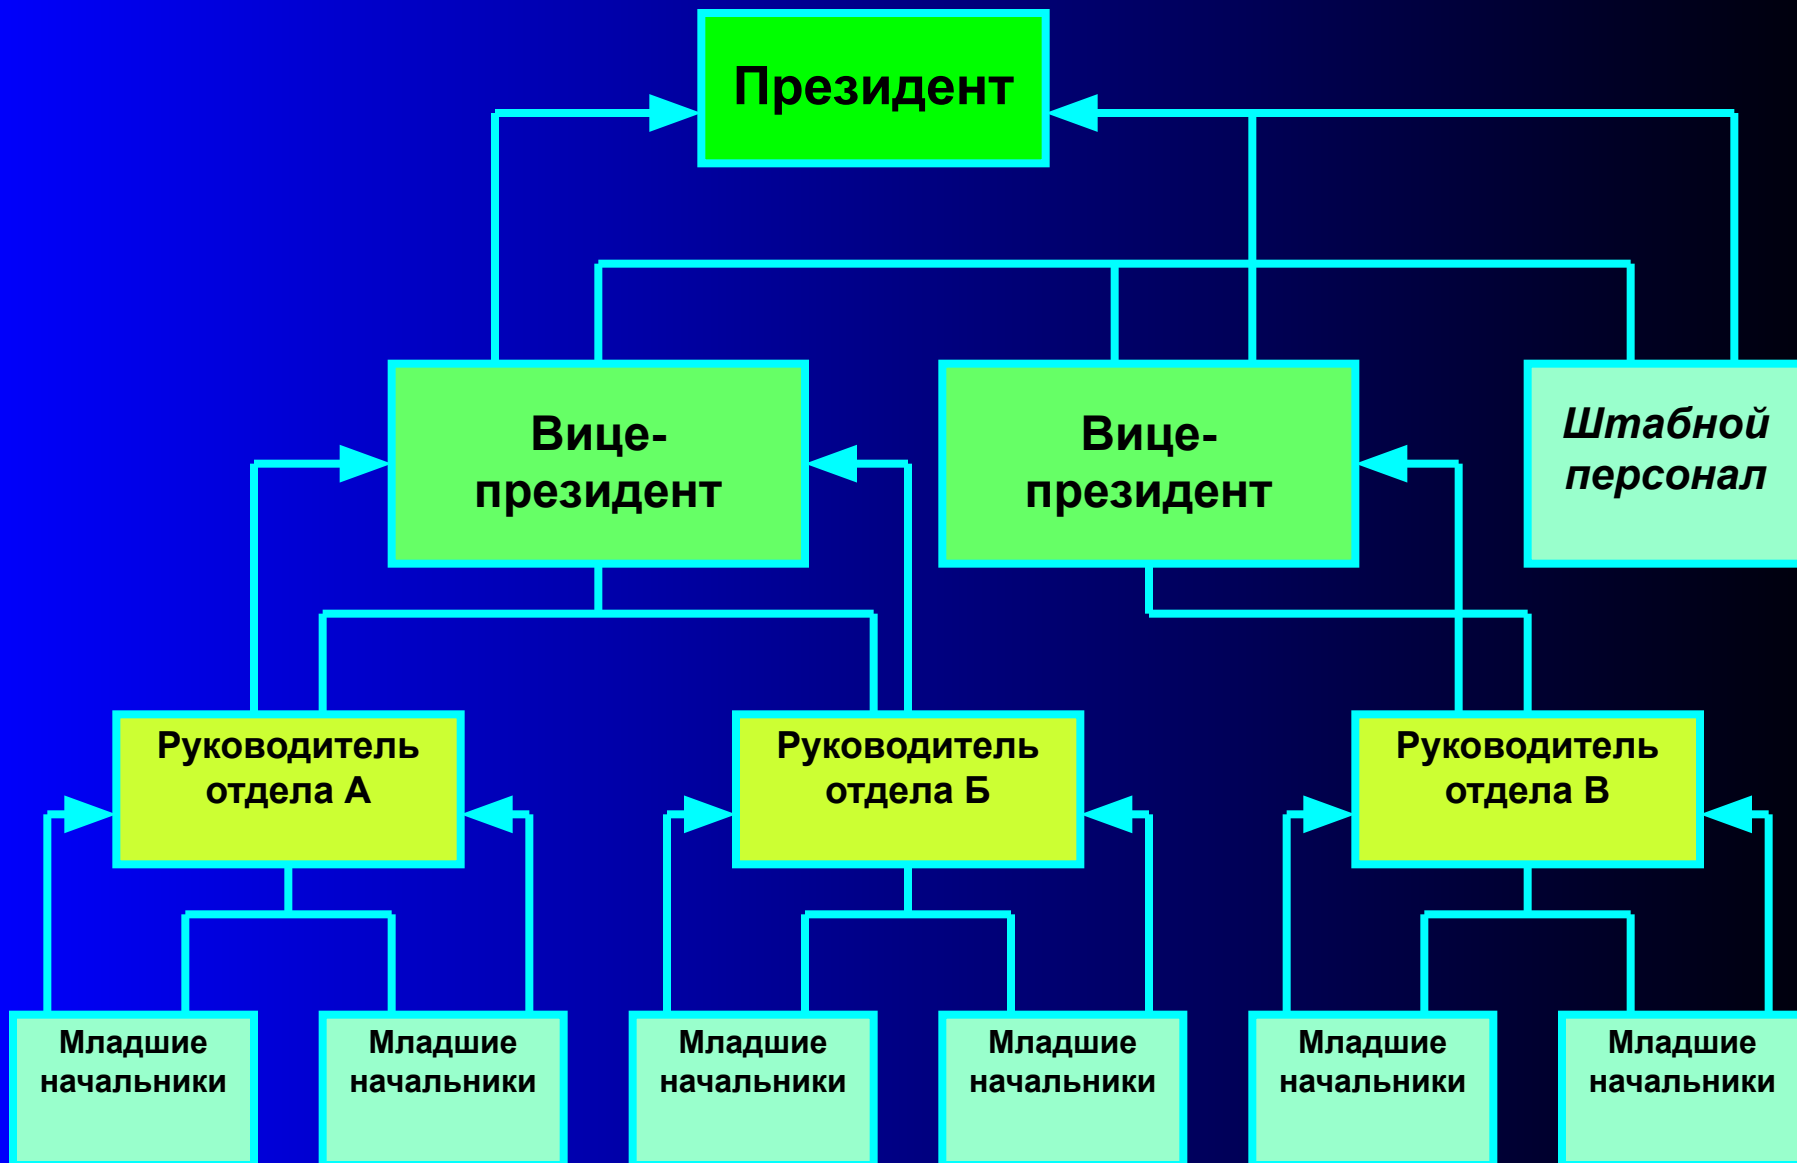 Президент
Вице-
президент
Вице-
президент
Штабной
персонал
Руководитель
отдела А
Руководитель
отдела Б
Руководитель
отдела В
Младшие
начальники
Младшие
начальники
Младшие
начальники
Младшие
начальники
Младшие
начальники
Младшие
начальники